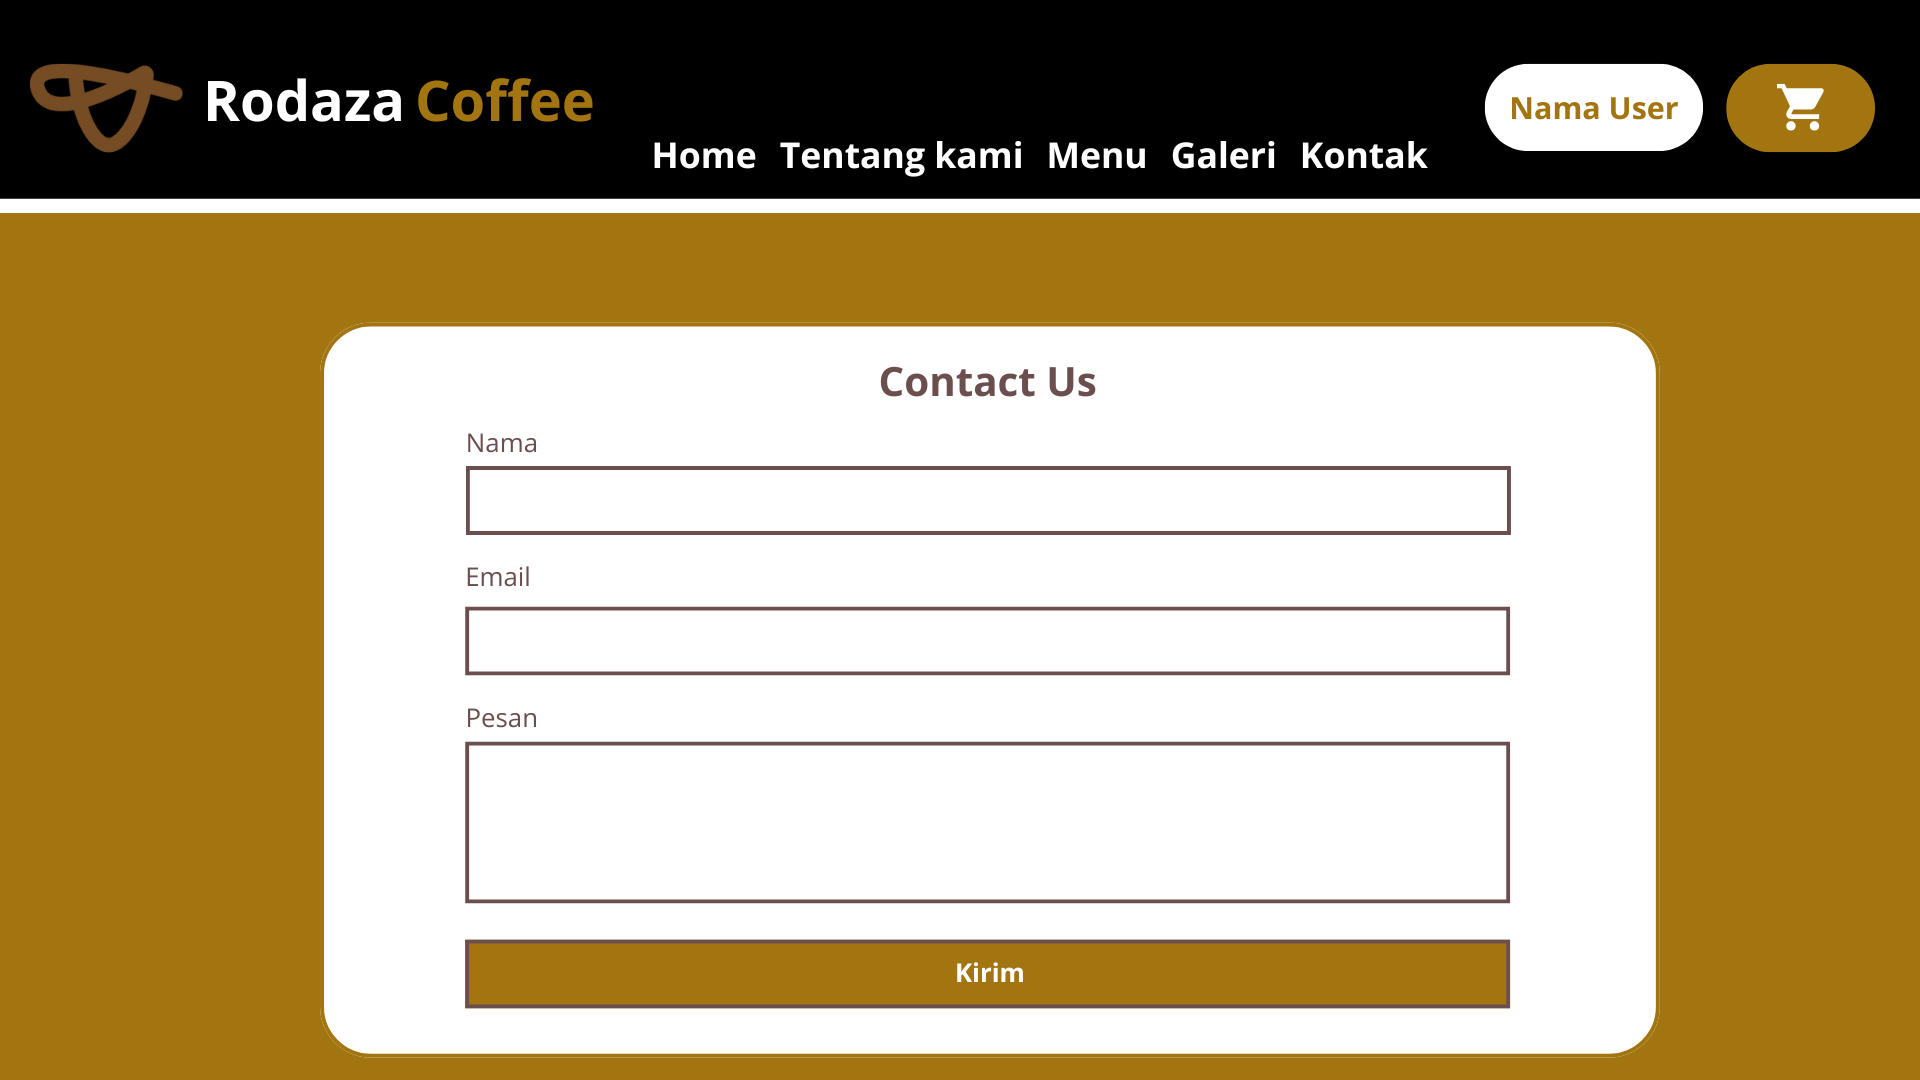 Rodaza Coffee
Home Tentang kami Menu Galeri Kontak
Nama User
Contact Us
Nama
Email
Pesan
Kirim